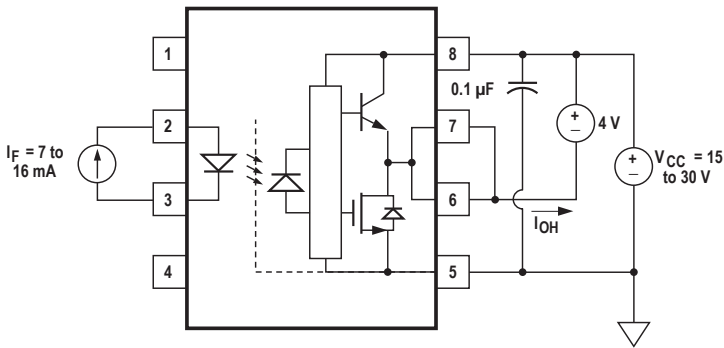 1
8
0.1 µF
2
7
+
4 V
–
I_F = 7 to
16 mA
+
–
V_CC = 15
to 30 V
3
6
I_OH
4
5